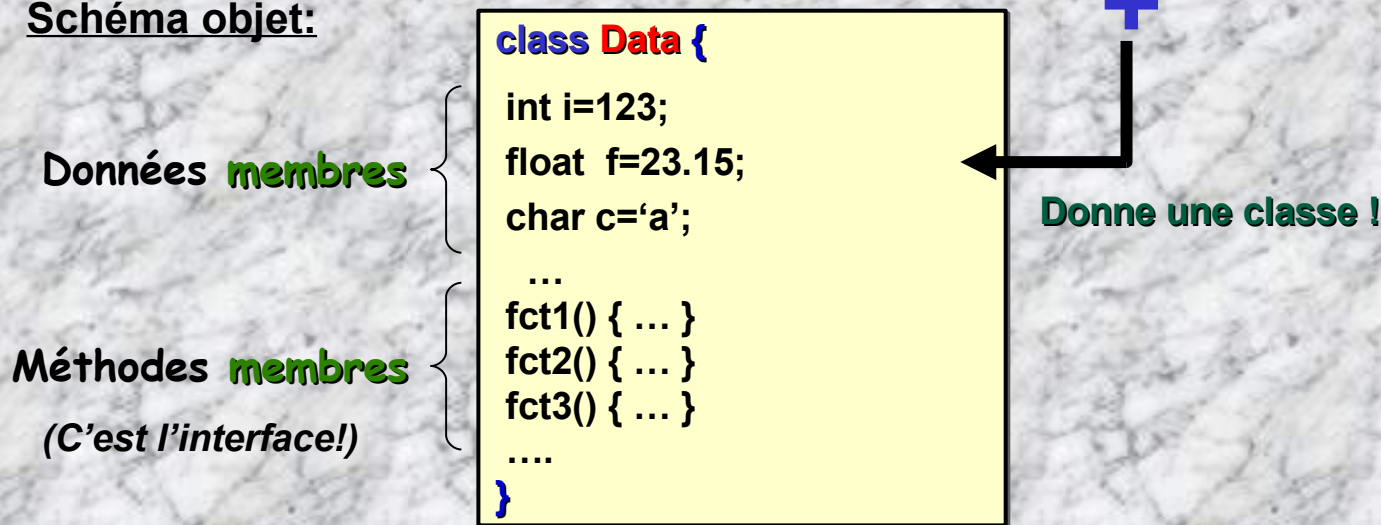 Schéma objet:
class Data {
int i=123;
Données membres
float f=23.15;
char c=‘a’;
Donne une classe !
…
fct1() { … }
Méthodes membres
fct2() { … }
fct3() { … }
(C’est l’interface!)
….
}